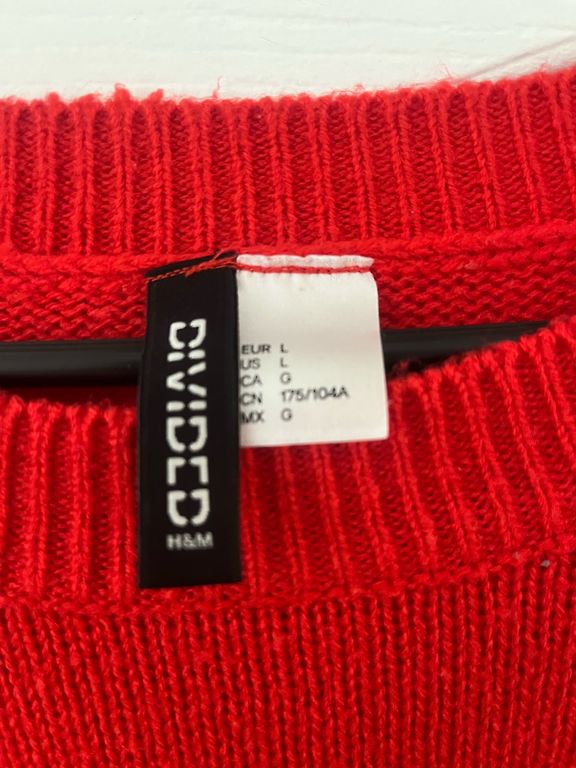 DIVIDED
H&M
EUR L
US L
CA G
CN 175/104A
MX G